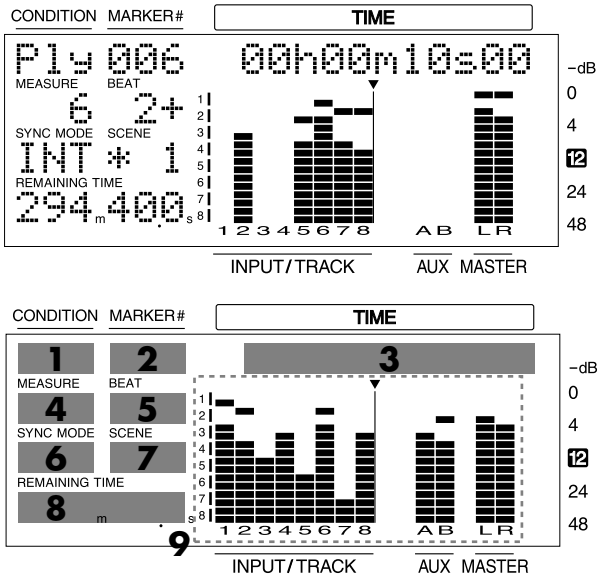 CONDITION MARKER# TIME
Ply 006 00h00m10s00
-dB
MEASURE BEAT
0
1
6 2+
2
4
SYNC MODE SCENE
3
INT * 1
4
12
5
REMAINING TIME
6
24
294m400s
7
8
48
1 2 3 4 5 6 7 8 A B L R
INPUT/TRACK AUX MASTER
CONDITION MARKER# TIME
1 2 3
-dB
MEASURE BEAT
0
1
4 5
2
4
SYNC MODE SCENE
3
6 7
4
12
5
REMAINING TIME
6
24
8 m s
7
8
48
9
1 2 3 4 5 6 7 8 A B L R
INPUT/TRACK AUX MASTER